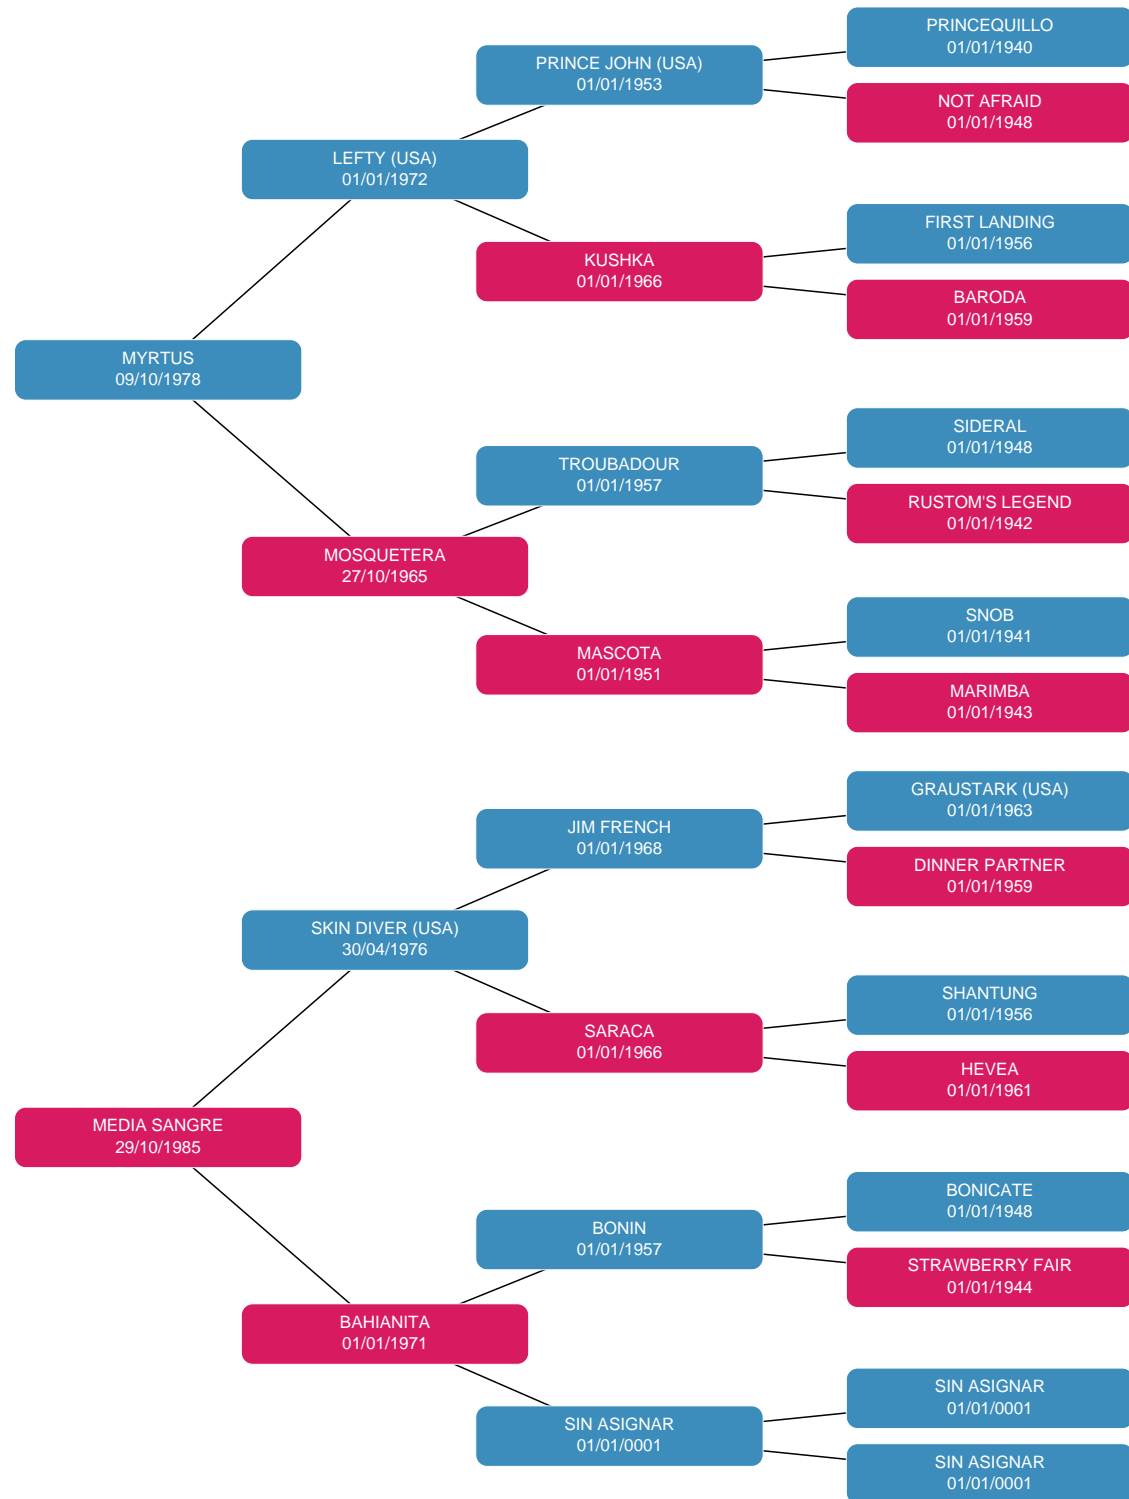 PRINCEQUILLO
01/01/1940
PRINCE JOHN (USA)
01/01/1953
NOT AFRAID
01/01/1948
LEFTY (USA)
01/01/1972
FIRST LANDING
01/01/1956
KUSHKA
01/01/1966
BARODA
01/01/1959
MYRTUS
09/10/1978
SIDERAL
01/01/1948
TROUBADOUR
01/01/1957
RUSTOM'S LEGEND
01/01/1942
MOSQUETERA
27/10/1965
SNOB
01/01/1941
MASCOTA
01/01/1951
MARIMBA
01/01/1943
GRAUSTARK (USA)
01/01/1963
JIM FRENCH
01/01/1968
DINNER PARTNER
01/01/1959
SKIN DIVER (USA)
30/04/1976
SHANTUNG
01/01/1956
SARACA
01/01/1966
HEVEA
01/01/1961
MEDIA SANGRE
29/10/1985
BONICATE
01/01/1948
BONIN
01/01/1957
STRAWBERRY FAIR
01/01/1944
BAHIANITA
01/01/1971
SIN ASIGNAR
01/01/0001
SIN ASIGNAR
01/01/0001
SIN ASIGNAR
01/01/0001